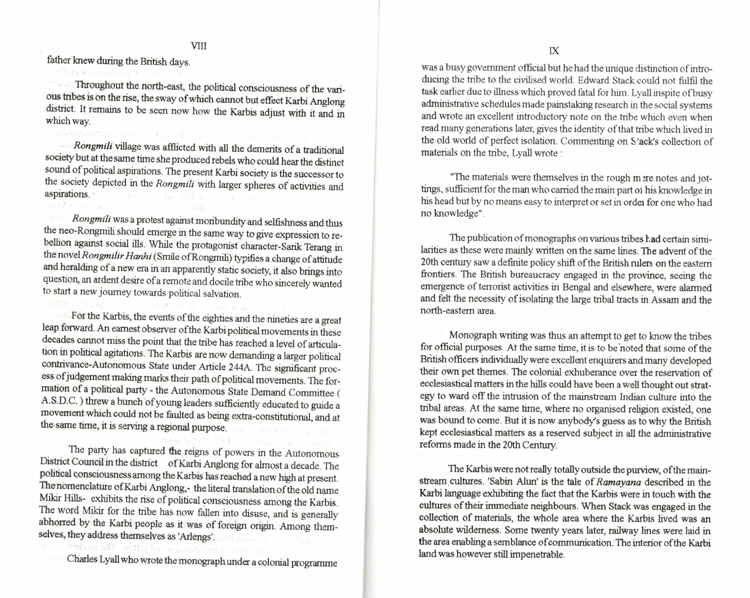 VIII
father knew during the British days.
Throughout the north-east, the political consciousness of the vari-
ous tribes is on the rise, the sway of which cannot but effect Karbi Anglong
district. It remains to be seen now how the Karbis adjust with it and in
which way.
Rongmili village was afflicted with all the demerits of a traditional
society but at the same time she produced rebels who could hear the distinct
sound of political aspirations. The present Karbi society is the successor to
the society depicted in the Rongmili with larger spheres of activities and
aspirations.
Rongmili was a protest against moribundity and selfishness and thus
the neo-Rongmili should emerge in the same way to give expression to re-
bellion against social ills. While the protagonist character-Sarik Terang in
the novel Rongmilir Hanhi (Smile of Rongmili) typifies a change of attitude
and heralding of a new era in an apparently static society, it also brings into
question, an ardent desire of a remote and docile tribe who sincerely wanted
to start a new journey towards political salvation.
For the Karbis, the events of the eighties and the nineties are a great
leap forward. An earnest observer of the Karbi political movements in these
decades cannot miss the point that the tribe has reached a level of articula-
tion in political agitations. The Karbis are now demanding a larger political
contrivance-Autonomous State under Article 244A. The significant proc-
ess of judgement making marks their path of political movements. The for-
mation of a political party - the Autonomous State Demand Committee (
A.S.D.C. ) threw a bunch of young leaders sufficiently educated to guide a
movement which could not be faulted as being extra-constitutional, and at
the same time, it is serving a regional purpose.
The party has captured the reigns of powers in the Autonomous
District Council in the district of Karbi Anglong for almost a decade. The
political consciousness among the Karbis has reached a new high at present.
The nomenclature of Karbi Anglong,- the literal translation of the old name
Mikir Hills- exhibits the rise of political consciousness among the Karbis.
The word Mikir for the tribe has now fallen into disuse, and is generally
abhorred by the Karbi people as it was of foreign origin. Among them-
selves, they address themselves as 'Arlengs'.
Charles Lyall who wrote the monograph under a colonial programme
IX
was a busy government official but he had the unique distinction of intro-
ducing the tribe to the civilised world. Edward Stack could not fulfil the
task earlier due to illness which proved fatal for him. Lyall inspite of busy
administrative schedules made painstaking research in the social systems
and wrote an excellent introductory note on the tribe which even when
read many generations later, gives the identity of that tribe which lived in
the old world of perfect isolation. Commenting on Stack's collection of
materials on the tribe, Lyall wrote :
"The materials were themselves in the rough mere notes and jot-
tings, sufficient for the man who carried the main part of his knowledge in
his head but by no means easy to interpret or set in order for one who had
no knowledge".
The publication of monographs on various tribes had certain simi-
larities as these were mainly written on the same lines. The advent of the
20th century saw a definite policy shift of the British rulers on the eastern
frontiers. The British bureaucracy engaged in the province, seeing the
emergence of terrorist activities in Bengal and elsewhere, were alarmed
and felt the necessity of isolating the large tribal tracts in Assam and the
north-eastern area.
Monograph writing was thus an attempt to get to know the tribes
for official purposes. At the same time, it is to be noted that some of the
British officers individually were excellent enquirers and many developed
their own pet themes. The colonial exhuberance over the reservation of
ecclesiastical matters in the hills could have been a well thought out strat-
egy to ward off the intrusion of the mainstream Indian culture into the
tribal areas. At the same time, where no organised religion existed, one
was bound to come. But it is now anybody's guess as to why the British
kept ecclesiastical matters as a reserved subject in all the administrative
reforms made in the 20th Century.
The Karbis were not really totally outside the purview, of the main-
stream cultures. 'Sabin Alun' is the tale of Ramayana described in the
Karbi language exhibiting the fact that the Karbis were in touch with the
cultures of their immediate neighbours. When Stack was engaged in the
collection of materials, the whole area where the Karbis lived was an
absolute wilderness. Some twenty years later, railway lines were laid in
the area enabling a semblance of communication. The interior of the Karbi
land was however still impenetrable.